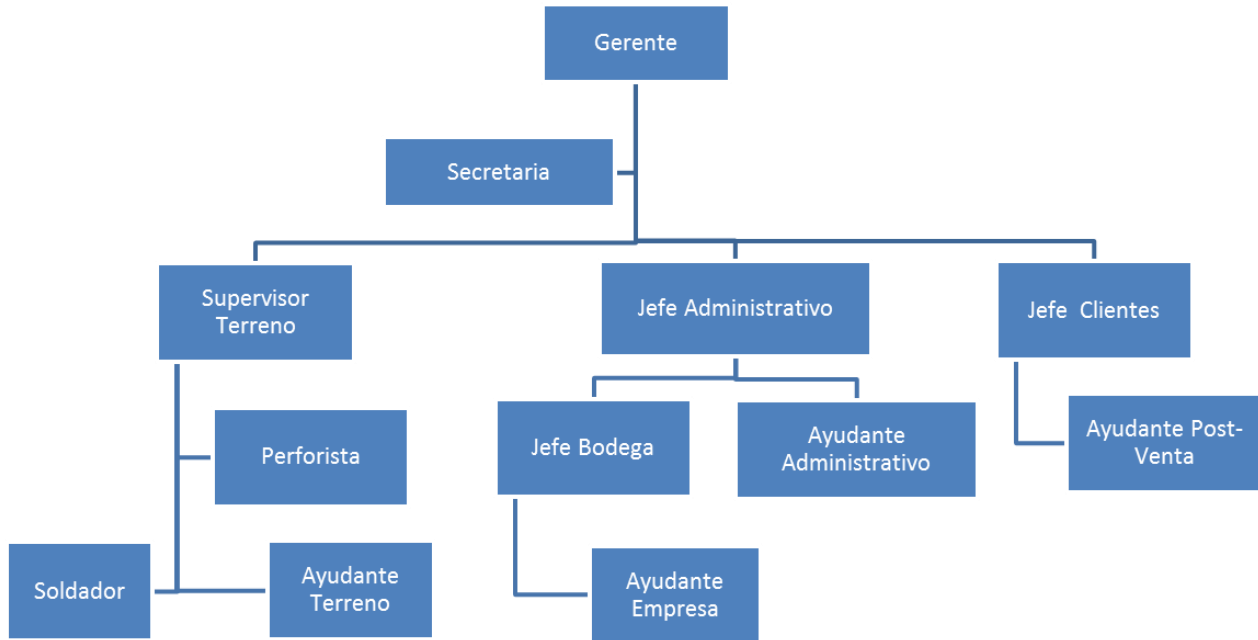 Gerente
Secretaria
Supervisor
Terreno
Jefe Administrativo
Jefe Clientes
Perforista
Jefe Bodega
Ayudante
Administrativo
Ayudante Post-
Venta
Soldador
Ayudante
Terreno
Ayudante
Empresa